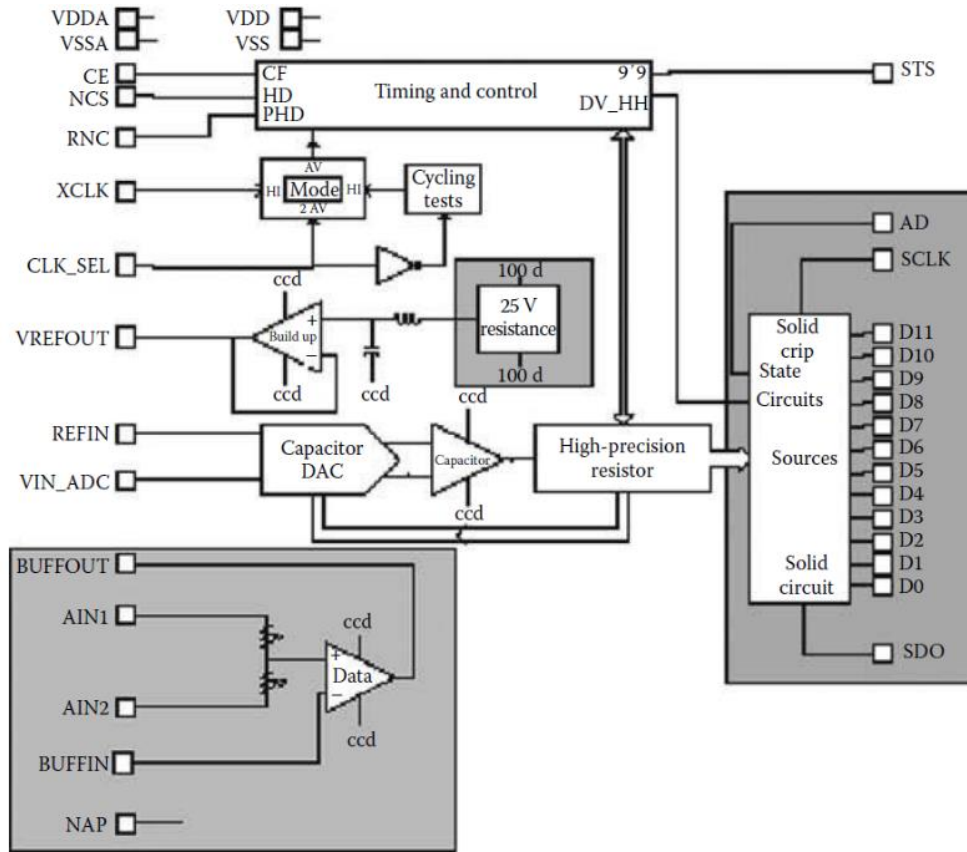 VDDA
VDD
VSSA
VSS
CE
NCS
RNC
XCLK
CLK_SEL
VREFOUT
REFIN
VIN_ADC
CF
HD
PHD
Timing and control
9′9
DV_HH
STS
AV
HI
Mode
HI
2 AV
Cycling
tests
ccd
Build up
+
−
ccd
ccd
100 d
25 V
resistance
100 d
Capacitor
DAC
ccd
Capacitor
ccd
High-precision
resistor
AD
SCLK
Solid
crip
State
Circuits
Sources
Solid
circuit
D11
D10
D9
D8
D7
D6
D5
D4
D3
D2
D1
D0
SDO
BUFFOUT
AIN1
AIN2
BUFFIN
NAP
ccd
+
Data
−
ccd